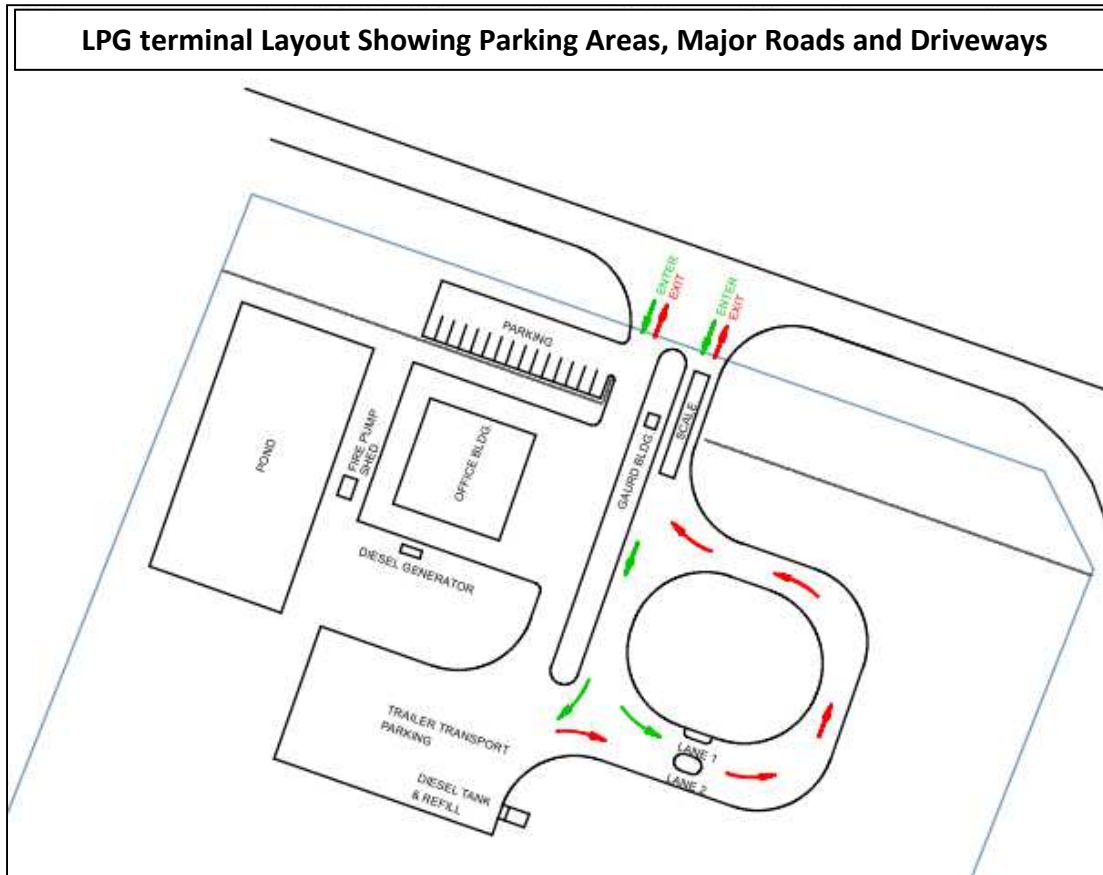 LPG terminal Layout Showing Parking Areas, Major Roads and Driveways
ENTER
EXIT
ENTER
EXIT
PARKING
SCALE
GAURD BLDG.
OFFICE BLDG.
FIRE PUMP
SHED
POND
DIESEL GENERATOR
TRAILER TRANSPORT
PARKING
LANE 1
LANE 2
DIESEL TANK
& REFILL